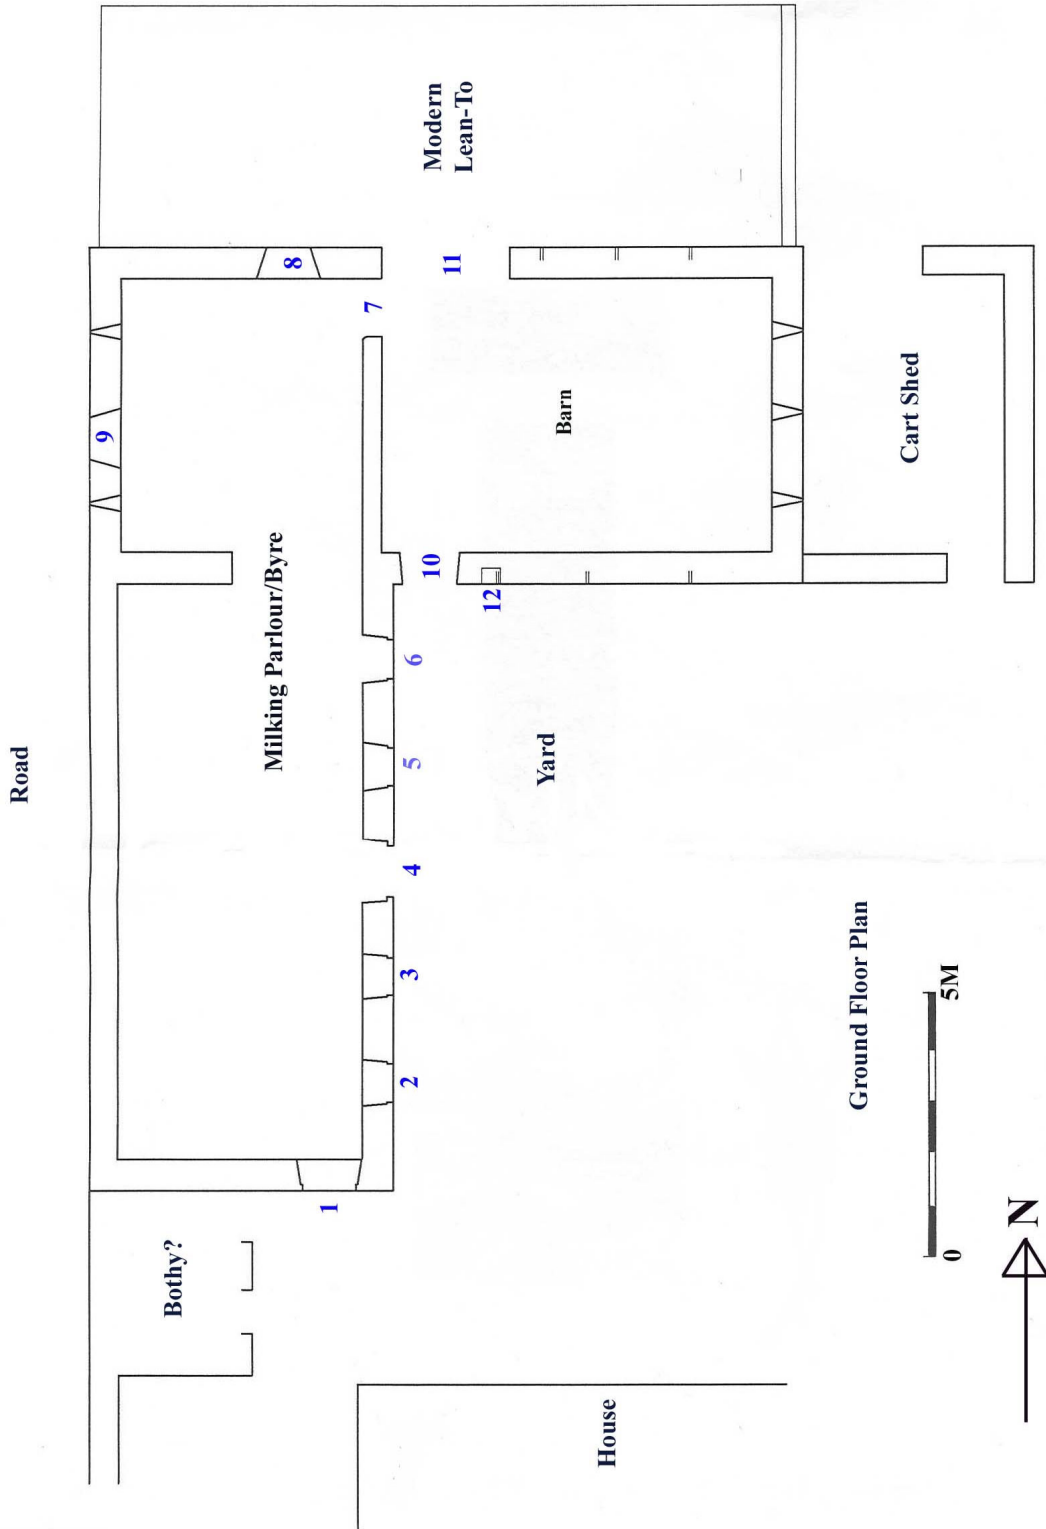 Road
Modern
Lean-To
Milking Parlour/Byre
Barn
Cart Shed
Yard
Bothy?
House
1
2
3
4
5
6
7
8
9
10
11
12
Ground Floor Plan
0
5M
N